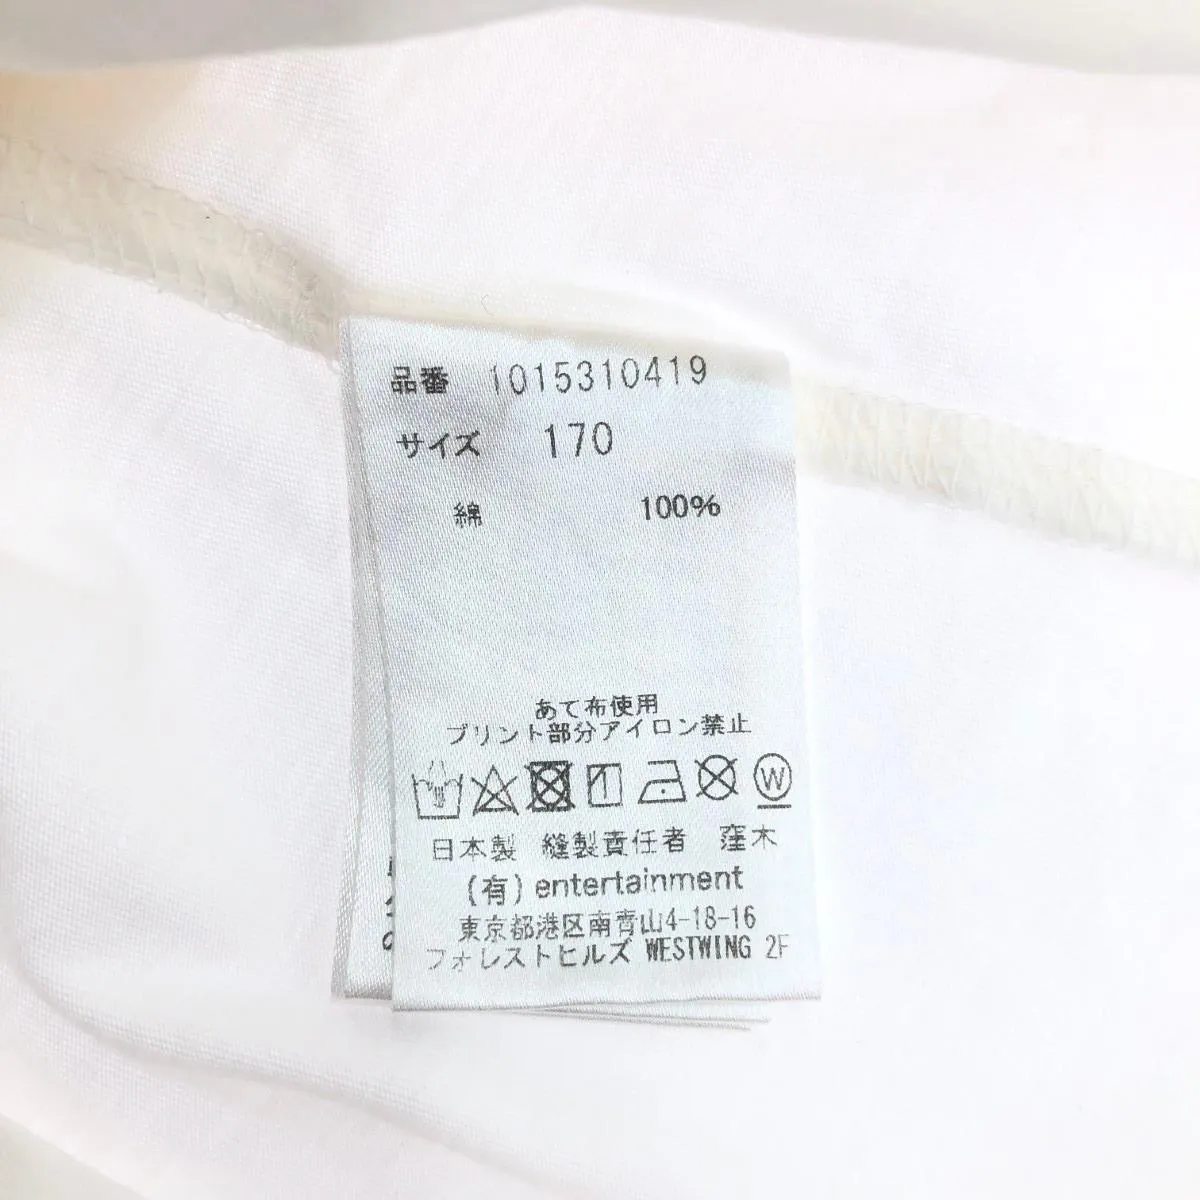 品番 1015310419
サイズ 170
綿 100%
あて布使用
プリント部分アイロン禁止
W
日本製 縫製責任者 窪木
(有) entertainment
東京都港区南青山4-18-16
フォレストヒルズ WESTWING 2F